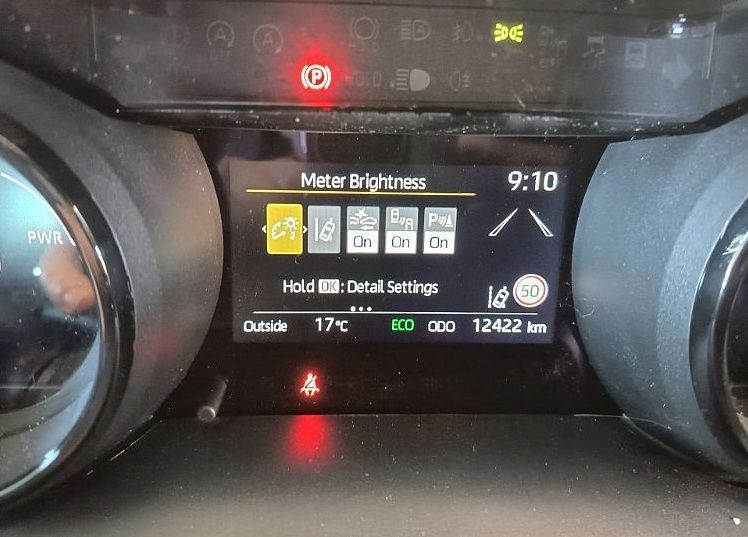 P
Meter Brightness 9:10
On On P On
Hold OK : Detail Settings
50
Outside 17°C ECO ODO 12422 km
PWR